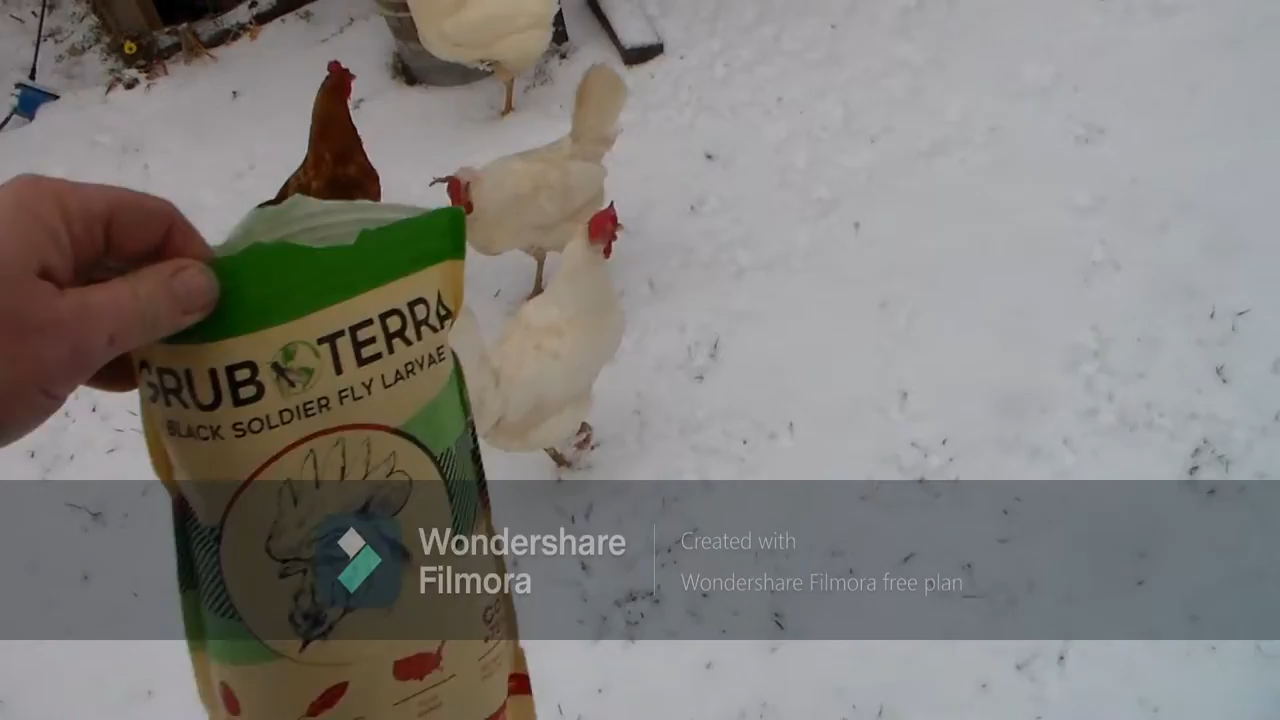 GRUB TERRA
BLACK SOLDIER FLY LARVAE
Wondershare
Filmora
Created with
Wondershare Filmora free plan